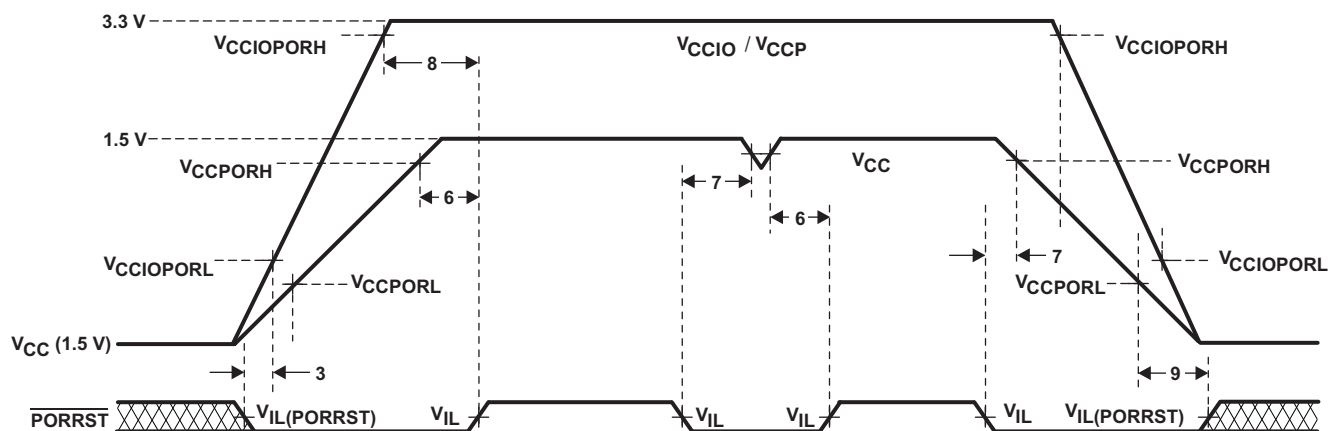 3.3 V
VCCIOPORH
VCCIO / VCCP
VCCIOPORH
8
1.5 V
VCCPORH
VCC
VCCPORH
7
6
6
7
VCCIOPORL
VCCPORL
VCCPORL
VCCIOPORL
VCC (1.5 V)
3
9
PORRST
VIL(PORRST)
VIL
VIL
VIL
VIL
VIL(PORRST)